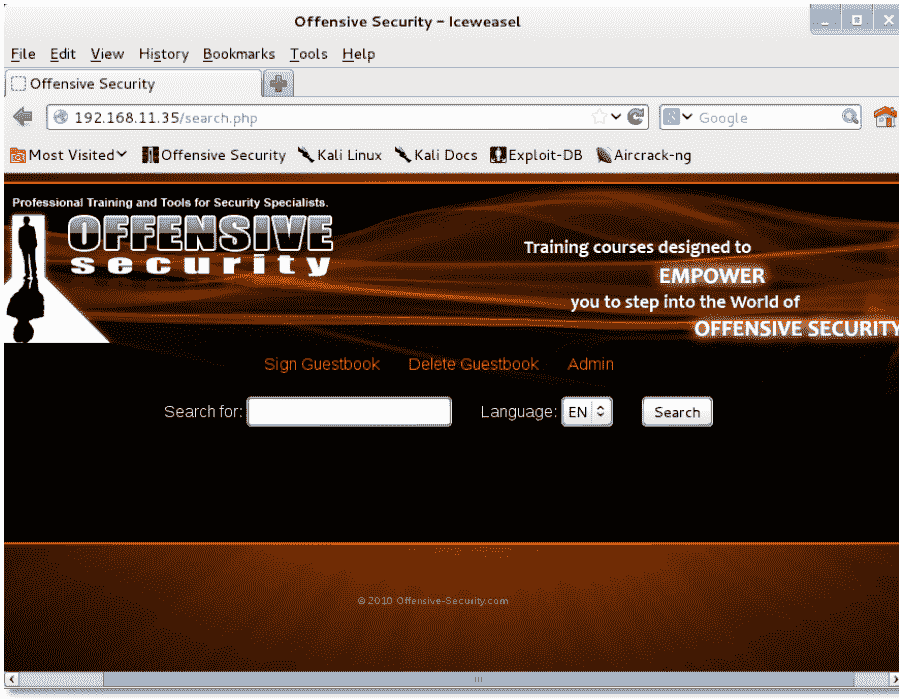 Offensive Security - Iceweasel
File Edit View History Bookmarks Tools Help
Offensive Security
192.168.11.35/search.php
Google
Most Visited Offensive Security Kali Linux Kali Docs Exploit-DB Aircrack-ng
Professional Training and Tools for Security Specialists.
OFFENSIVE
security
Training courses designed to
EMPOWER
you to step into the World of
OFFENSIVE SECURITY
Sign Guestbook Delete Guestbook Admin
Search for: Language: EN Search
© 2010 Offensive-Security.com